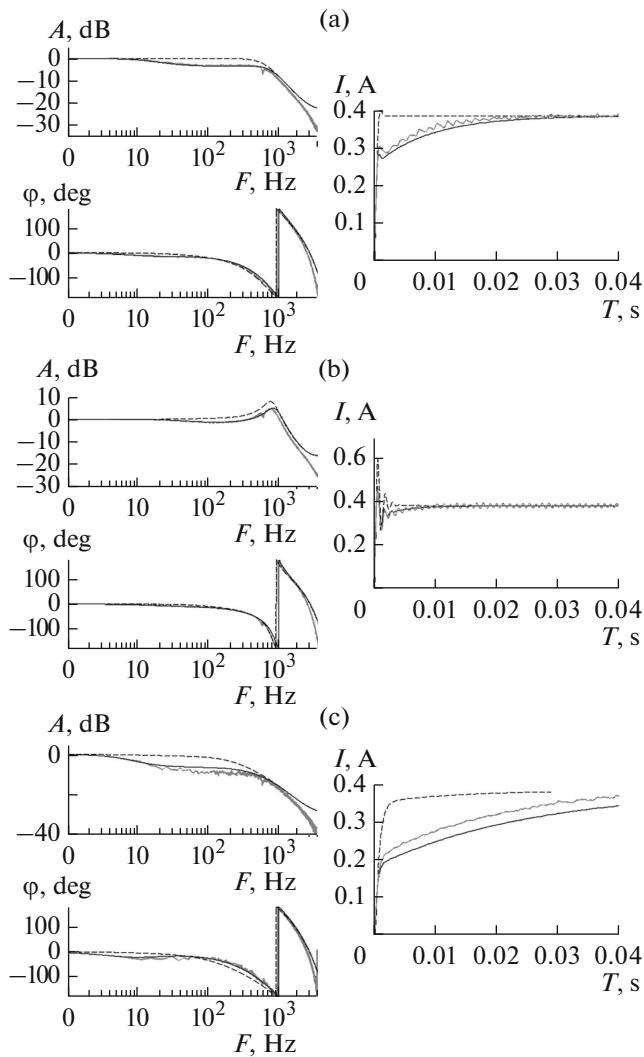 (a)
A, dB
0
−10
−20
−30
0 10 10² 10³
F, Hz
φ, deg
100
0
−100
0 10 10² 10³
F, Hz
I, A
0.4
0.3
0.2
0.1
0 0.01 0.02 0.03 0.04
T, s
(b)
A, dB
10
0
−10
−20
−30
0 10 10² 10³
F, Hz
φ, deg
100
0
−100
0 10 10² 10³
F, Hz
I, A
0.6
0.4
0.2
0 0.01 0.02 0.03 0.04
T, s
(c)
A, dB
0
−40
0 10 10² 10³
F, Hz
φ, deg
100
0
−100
0 10 10² 10³
F, Hz
I, A
0.4
0.3
0.2
0.1
0 0.01 0.02 0.03 0.04
T, s